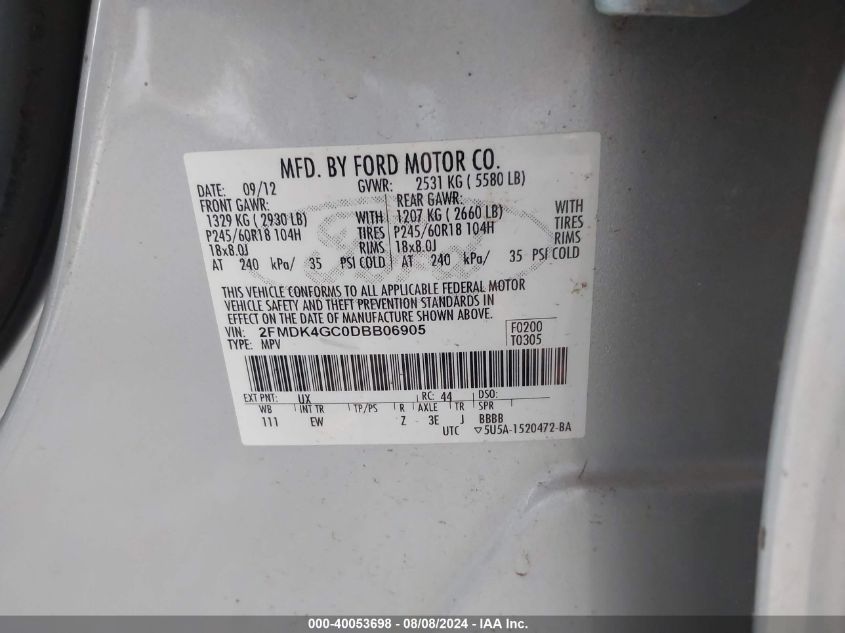 MFD. BY FORD MOTOR CO.
DATE: 09/12 GVWR: 2531 KG ( 5580 LB)
FRONT GAWR: REAR GAWR:
1329 KG ( 2930 LB) WITH 1207 KG ( 2660 LB) WITH
P245/60R18 104H TIRES P245/60R18 104H TIRES
18x8.0J RIMS 18x8.0J RIMS
AT 240 kPa/ 35 PSI COLD AT 240 kPa/ 35 PSI COLD
THIS VEHICLE CONFORMS TO ALL APPLICABLE FEDERAL MOTOR
VEHICLE SAFETY AND THEFT PREVENTION STANDARDS IN
EFFECT ON THE DATE OF MANUFACTURE SHOWN ABOVE.
VIN: 2FMDK4GC0DBB06905 F0200
TYPE: MPV T0305
EXT PNT: UX RC: 44 DSO:
WB INT TR TP/PS R AXLE TR SPR
111 EW Z 3E J BBBB
UTC ▽5U5A-1520472-BA
000-40053698 - 08/08/2024 - IAAI.com - Copyright 2024 IAA, Inc.